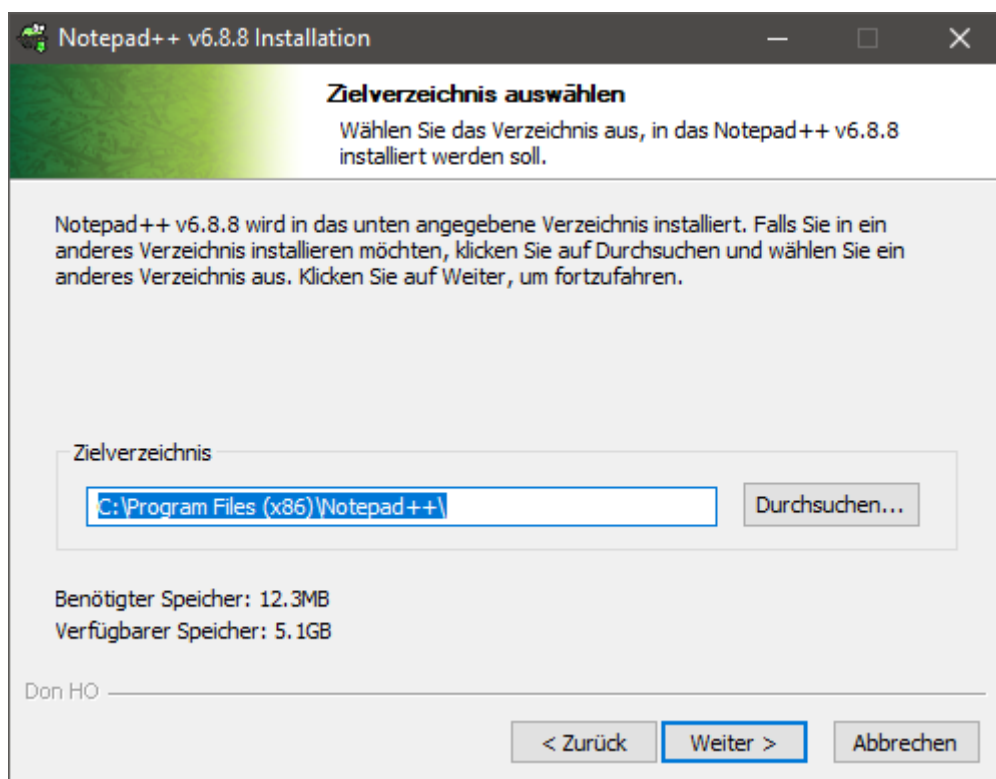 Notepad++ v6.8.8 Installation
Zielverzeichnis auswählen
Wählen Sie das Verzeichnis aus, in das Notepad++ v6.8.8
installiert werden soll.
Notepad++ v6.8.8 wird in das unten angegebene Verzeichnis installiert. Falls Sie in ein
anderes Verzeichnis installieren möchten, klicken Sie auf Durchsuchen und wählen Sie ein
anderes Verzeichnis aus. Klicken Sie auf Weiter, um fortzufahren.
Zielverzeichnis
C:\Program Files (x86)\Notepad++\
Durchsuchen...
Benötigter Speicher: 12.3MB
Verfügbarer Speicher: 5.1GB
Don HO
< Zurück
Weiter >
Abbrechen